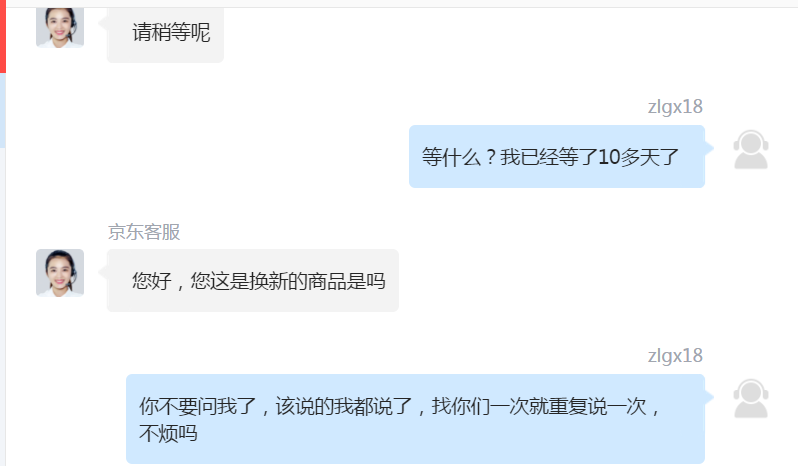 请稍等呢
zlgx18
等什么？我已经等了10多天了
京东客服
您好，您这是换新的商品是吗
zlgx18
你不要问我了，该说的我都说了，找你们一次就重复说一次，
不烦吗